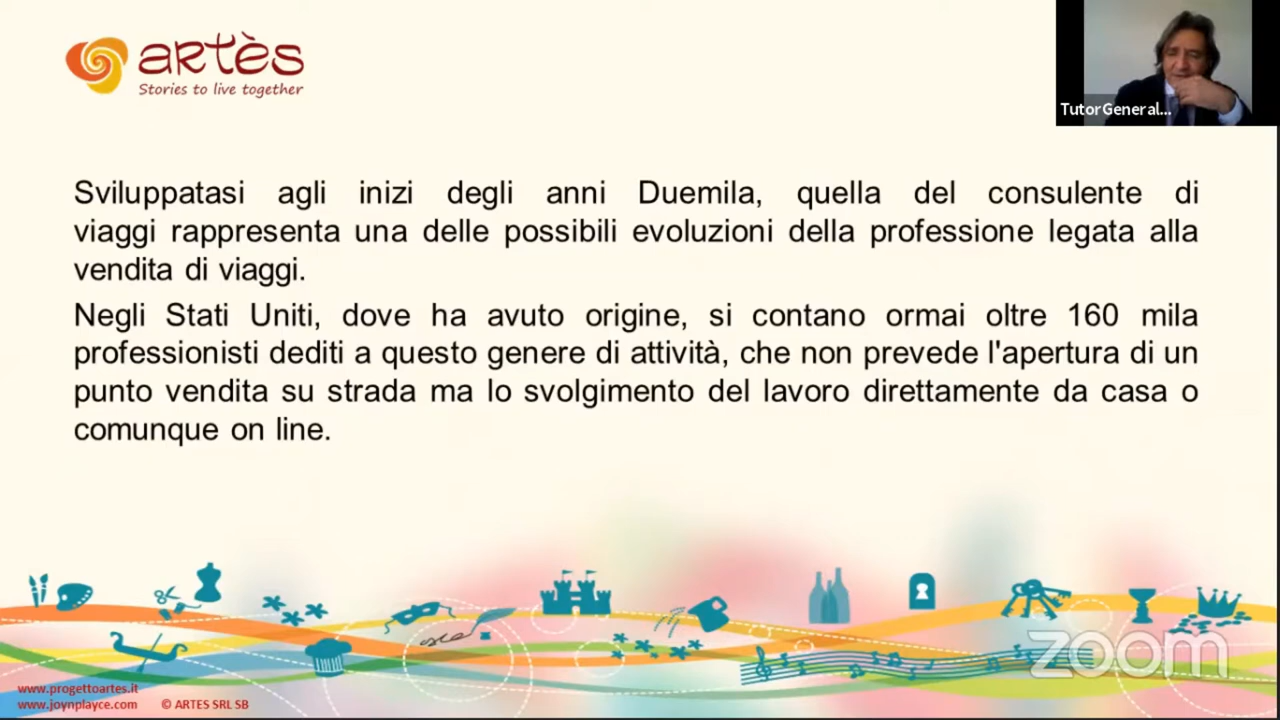 artès
Stories to live together
TutorGeneral...
Sviluppatasi agli inizi degli anni Duemila, quella del consulente di
viaggi rappresenta una delle possibili evoluzioni della professione legata alla
vendita di viaggi.
Negli Stati Uniti, dove ha avuto origine, si contano ormai oltre 160 mila
professionisti dediti a questo genere di attività, che non prevede l'apertura di un
punto vendita su strada ma lo svolgimento del lavoro direttamente da casa o
comunque on line.
zoom
www.progettoartes.it
www.joynplayce.com © ARTES SRL SB